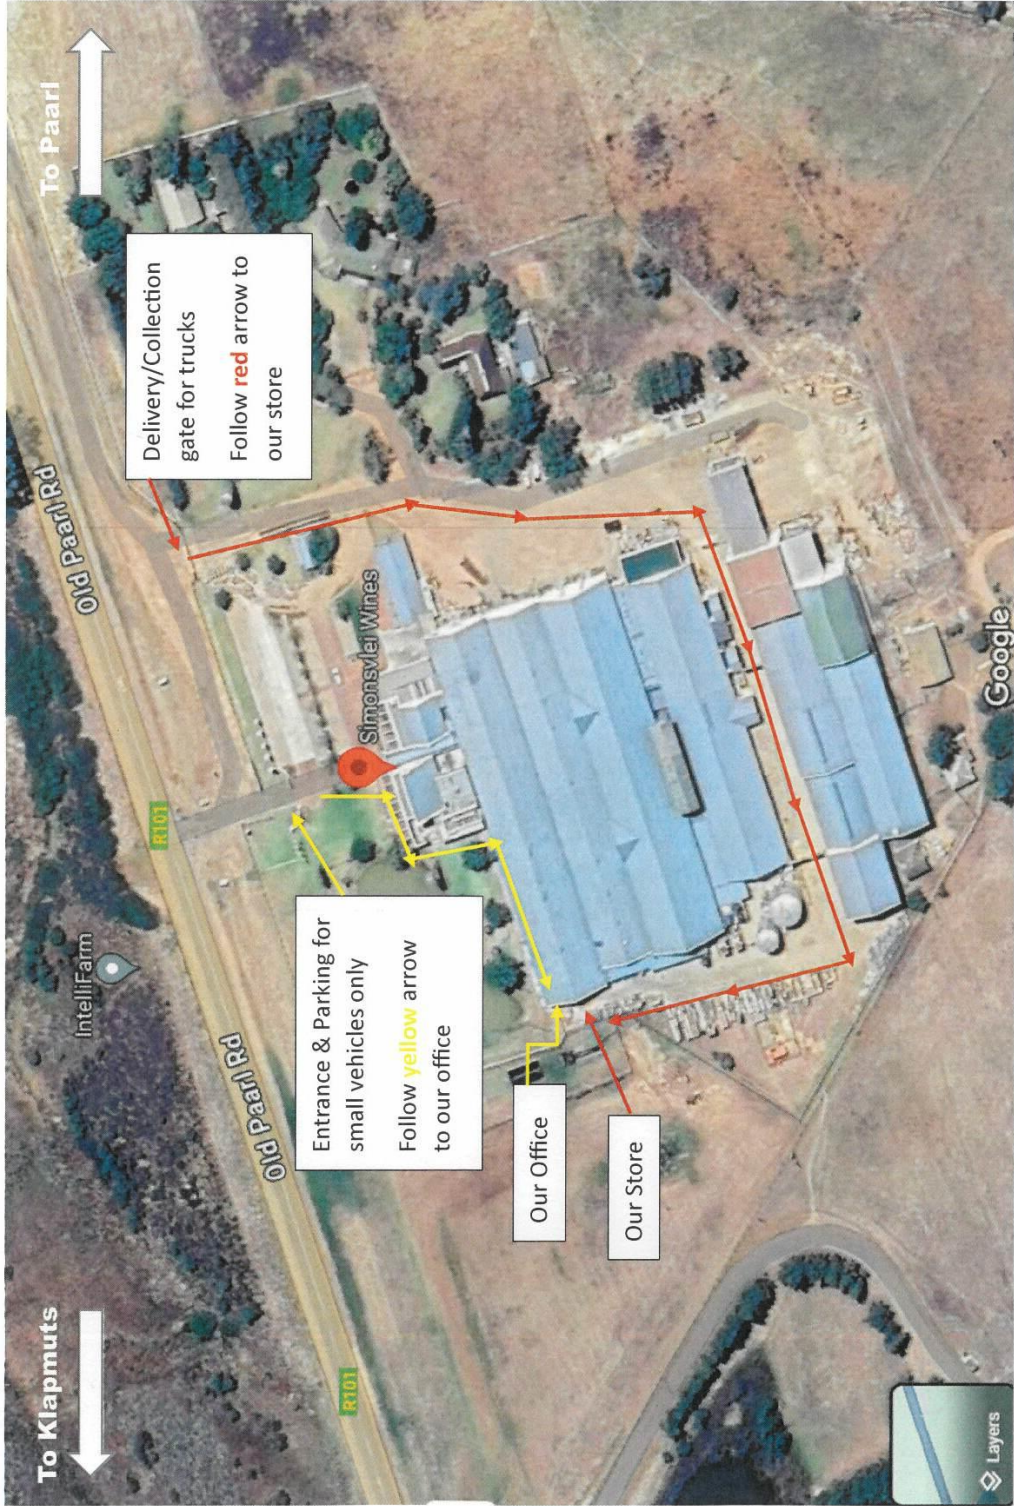 To Klapmuts
To Paarl
Old Paarl Rd
R101
IntelliFarm
Old Paarl Rd
R101
Delivery/Collection
gate for trucks
Follow red arrow to
our store
Entrance & Parking for
small vehicles only
Follow yellow arrow
to our office
Simonsvlei Wines
Our Office
Our Store
Layers
Google